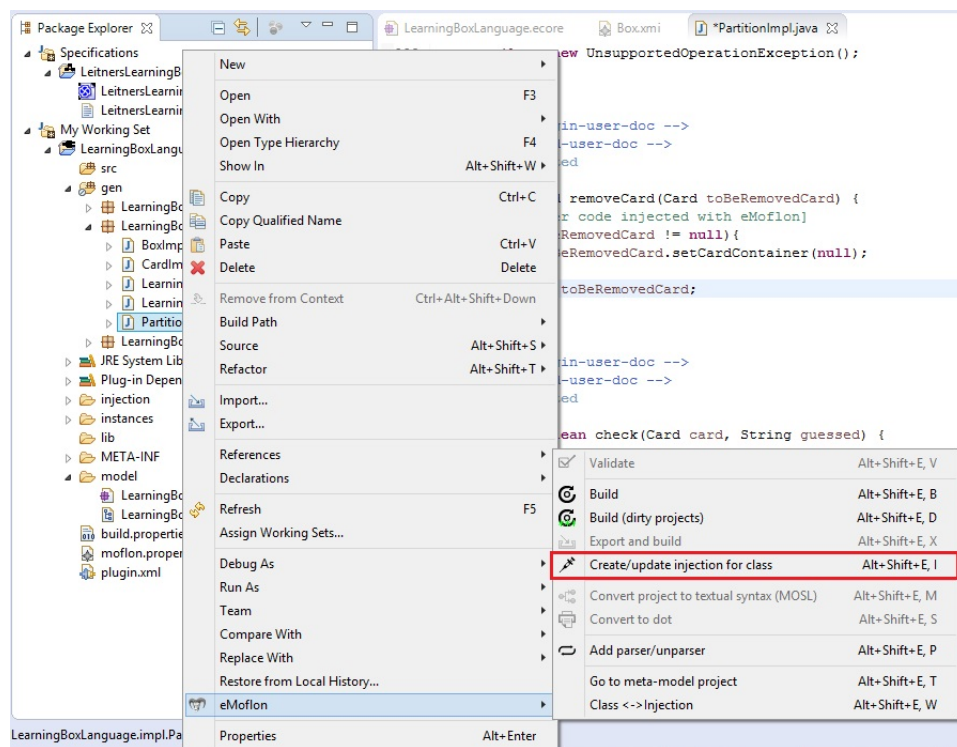 Package Explorer
LearningBoxLanguage.ecore
Box.xmi
*PartitionImpl.java
Specifications
LeitnersLearningB
LeitnersLearnin
LeitnersLearnin
My Working Set
LearningBoxLangu
src
gen
LearningBo
LearningBo
BoxImp
CardIm
Learnin
Learnin
Partitio
LearningBo
JRE System Lib
Plug-in Depen
injection
instances
lib
META-INF
model
LearningBo
LearningBo
build.propertie
moflon.proper
plugin.xml
LearningBoxLanguage.impl.Pa
New
Open F3
Open With
Open Type Hierarchy F4
Show In Alt+Shift+W
Copy Ctrl+C
Copy Qualified Name
Paste Ctrl+V
Delete Delete
Remove from Context Ctrl+Alt+Shift+Down
Build Path
Source Alt+Shift+S
Refactor Alt+Shift+T
Import...
Export...
References
Declarations
Refresh F5
Assign Working Sets...
Debug As
Run As
Team
Compare With
Replace With
Restore from Local History...
eMoflon
Properties Alt+Enter
new UnsupportedOperationException();
in-user-doc -->
-user-doc -->
ed
removeCard(Card toBeRemovedCard) {
r code injected with eMoflon]
RemovedCard != null){
eRemovedCard.setCardContainer(null);
toBeRemovedCard;
in-user-doc -->
-user-doc -->
ed
ean check(Card card, String guessed) {
Validate Alt+Shift+E, V
Build Alt+Shift+E, B
Build (dirty projects) Alt+Shift+E, D
Export and build Alt+Shift+E, X
Create/update injection for class Alt+Shift+E, I
Convert project to textual syntax (MOSL) Alt+Shift+E, M
Convert to dot Alt+Shift+E, S
Add parser/unparser Alt+Shift+E, P
Go to meta-model project Alt+Shift+E, T
Class <->Injection Alt+Shift+E, W